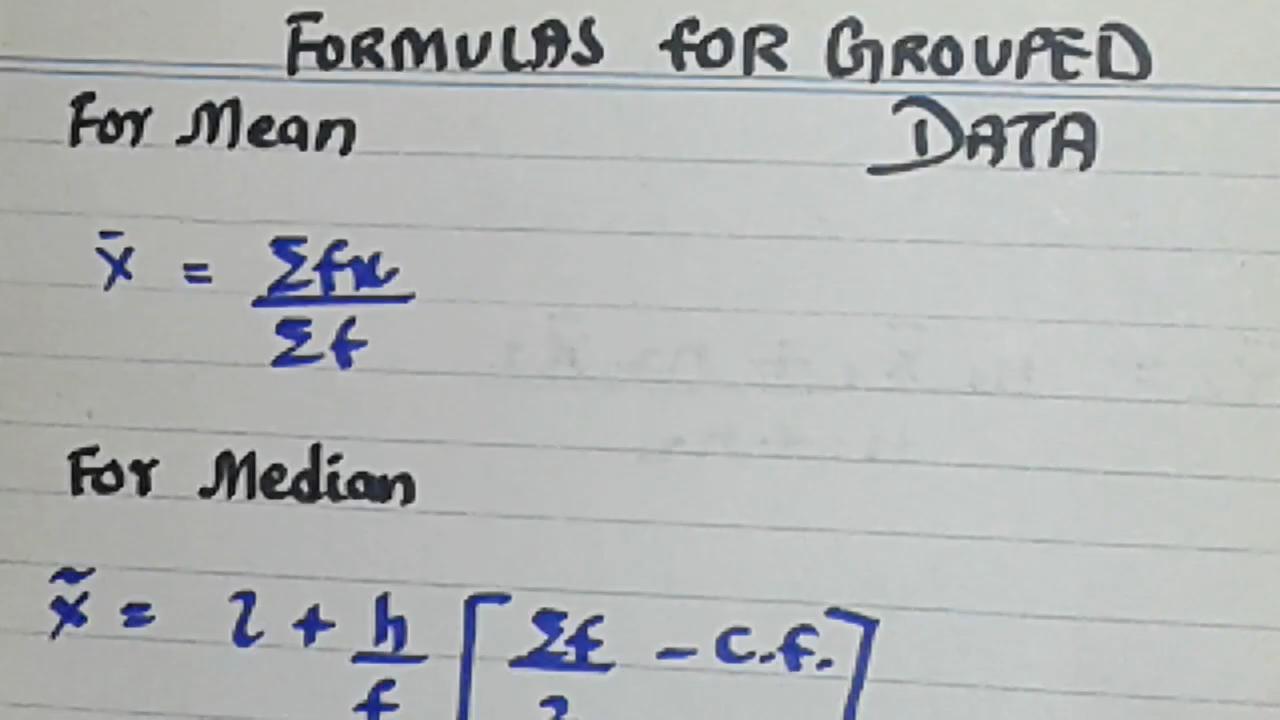 FORMULAS FOR GROUPED
DATA
For Mean
x̄ = Σfx / Σf
For Median
x̃ = l + h/f [ Σf/2 - C.f. ]